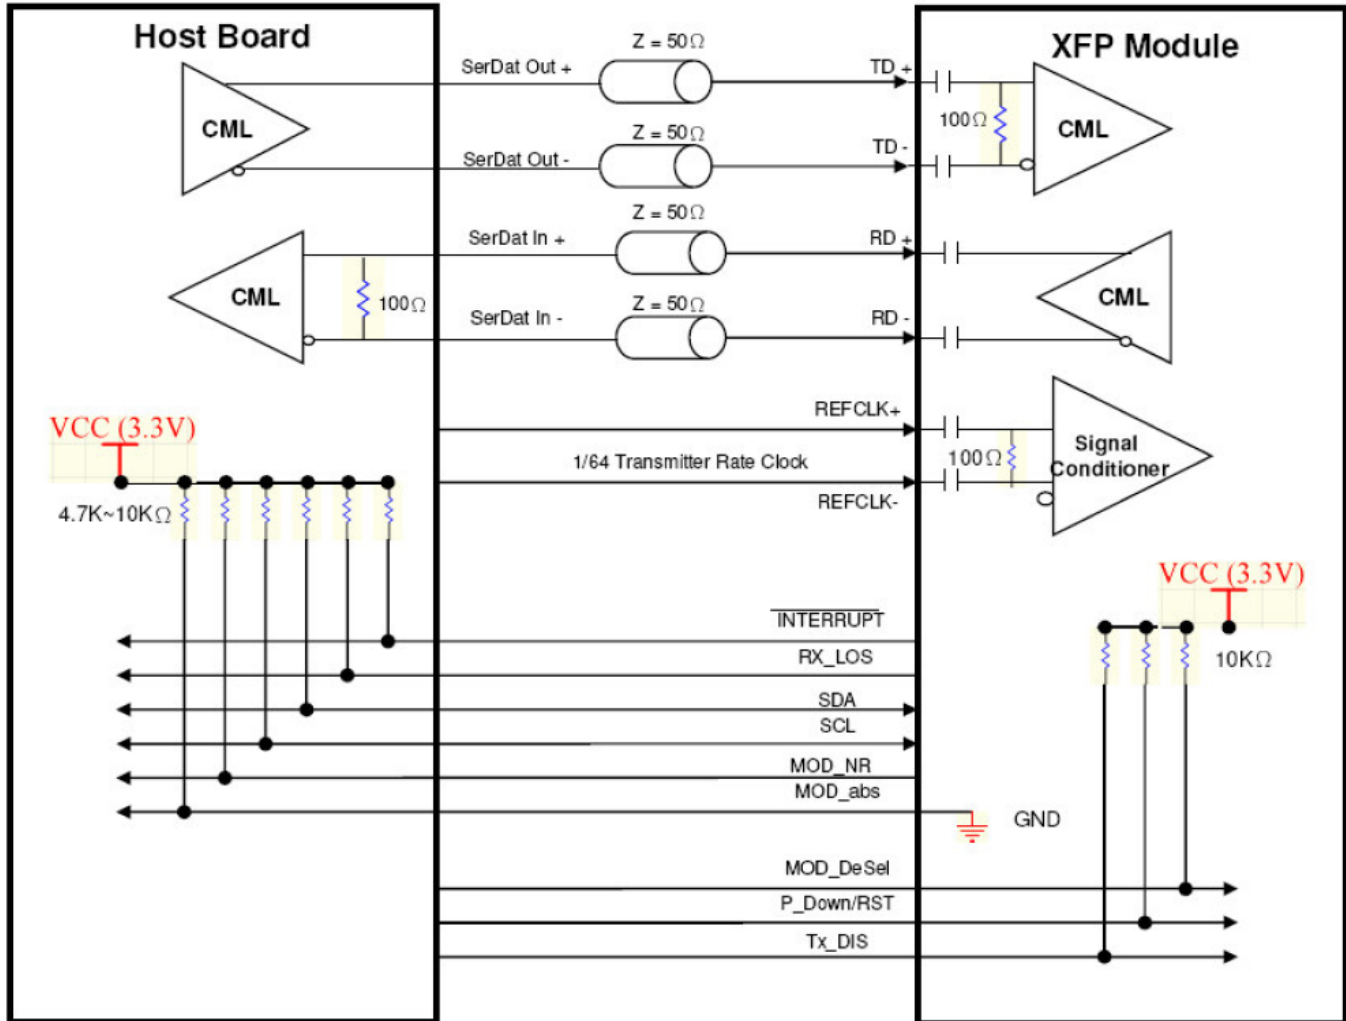 Host Board
XFP Module
SerDat Out +
Z = 50Ω
TD +
CML
100Ω
CML
SerDat Out -
Z = 50Ω
TD -
SerDat In +
Z = 50Ω
RD +
CML
100Ω
CML
SerDat In -
Z = 50Ω
RD -
VCC (3.3V)
REFCLK+
1/64 Transmitter Rate Clock
100Ω
Signal
Conditioner
REFCLK-
4.7K~10KΩ
VCC (3.3V)
10KΩ
INTERRUPT
RX_LOS
SDA
SCL
MOD_NR
MOD_abs
GND
MOD_DeSel
P_Down/RST
Tx_DIS